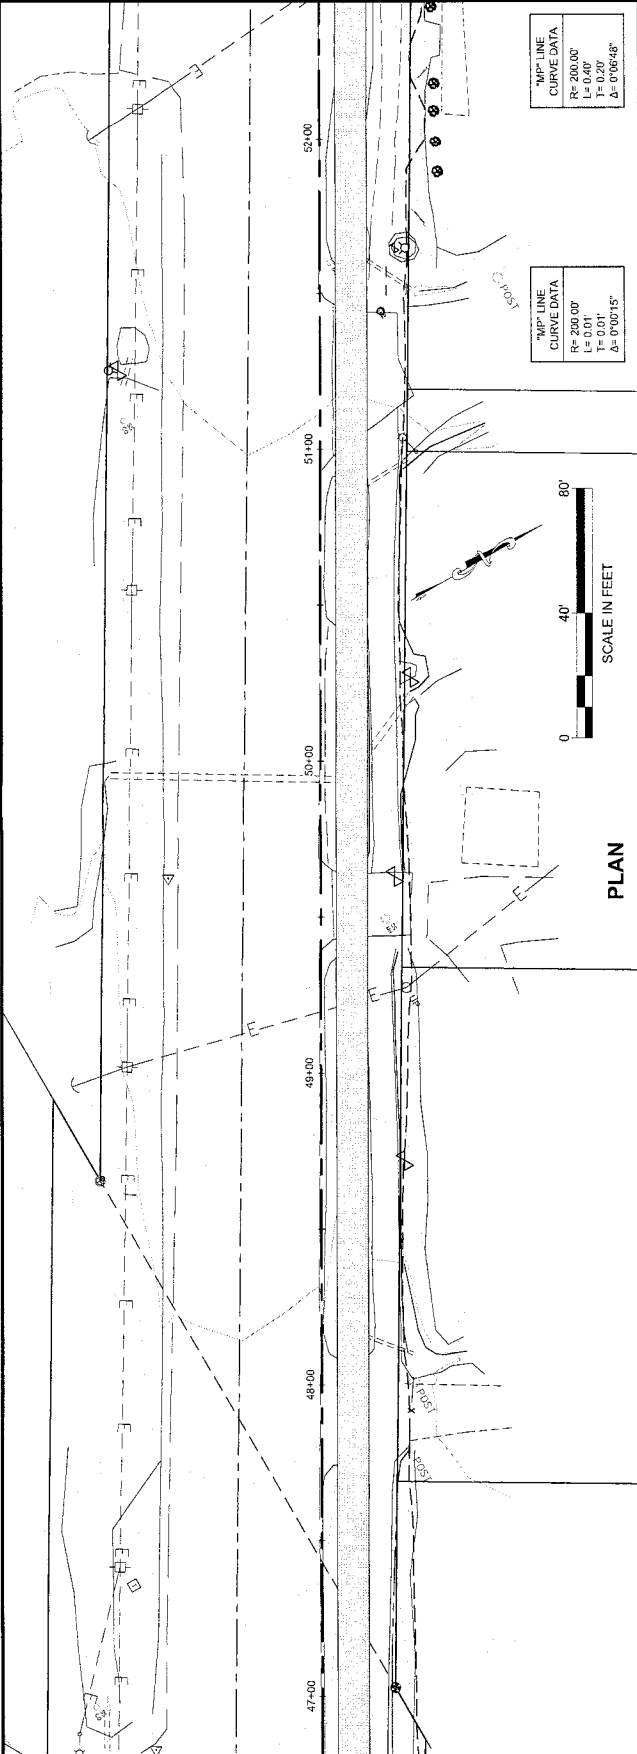 "MP" LINE
CURVE DATA
R= 200.00'
L= 0.40'
T= 0.20'
Δ= 0°06'48"
52+00
POST
"MP" LINE
CURVE DATA
R= 200.00'
L= 0.01'
T= 0.01'
Δ= 0°00'15"
51+00
0 40' 80'
SCALE IN FEET
50+00
PLAN
E
E
E
E
49+00
48+00
POST
POST
47+00